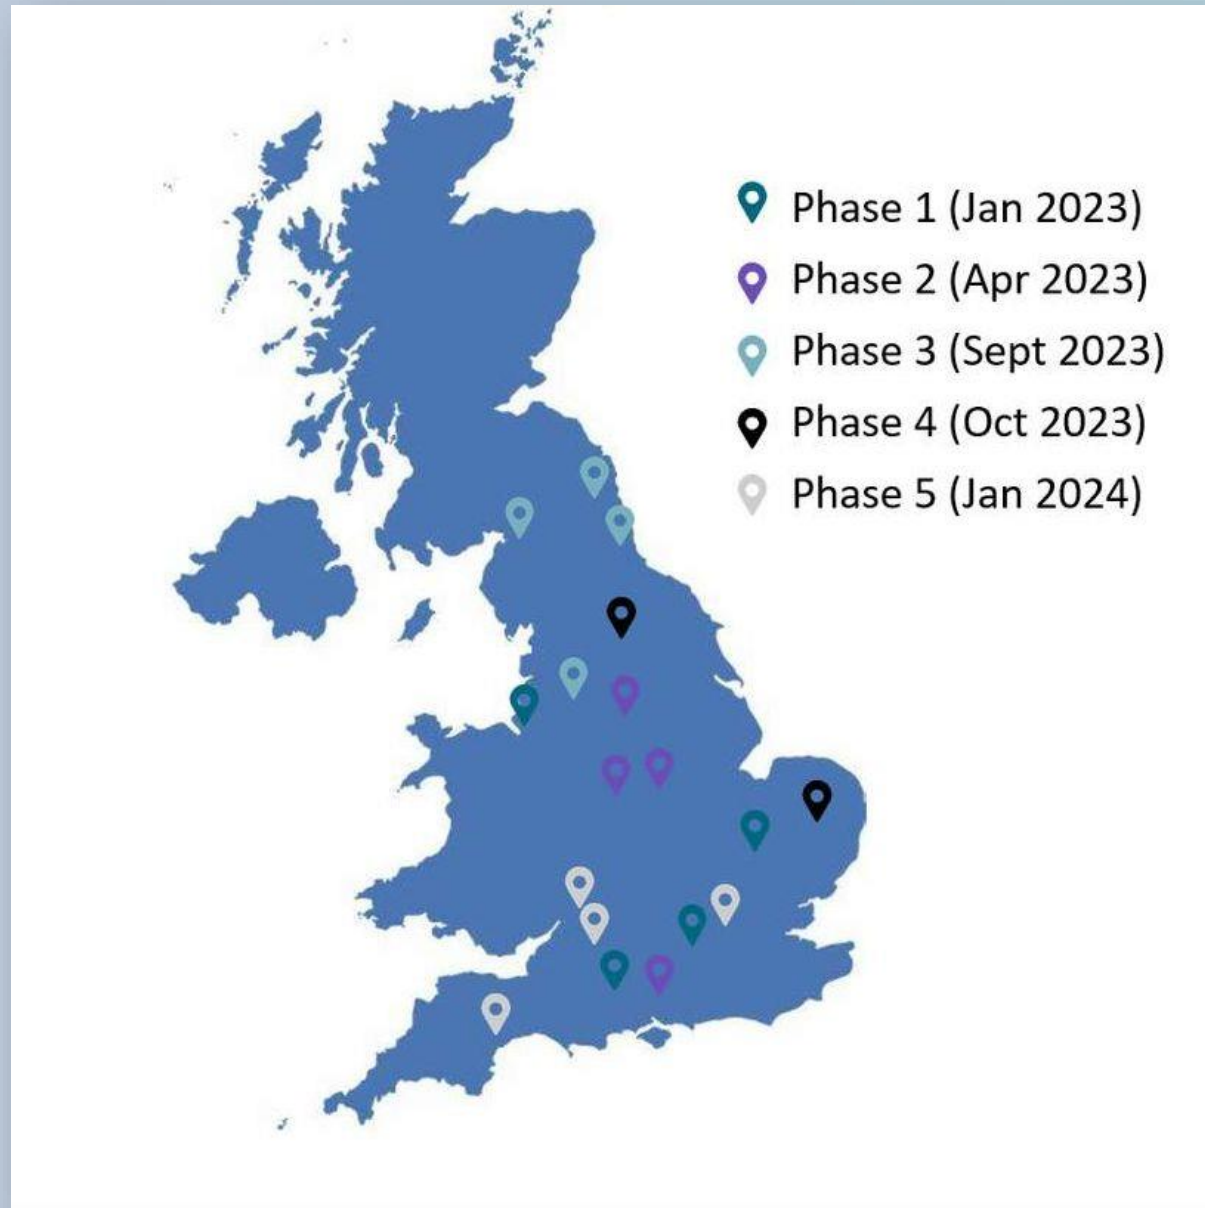 Phase 1 (Jan 2023)
Phase 2 (Apr 2023)
Phase 3 (Sept 2023)
Phase 4 (Oct 2023)
Phase 5 (Jan 2024)